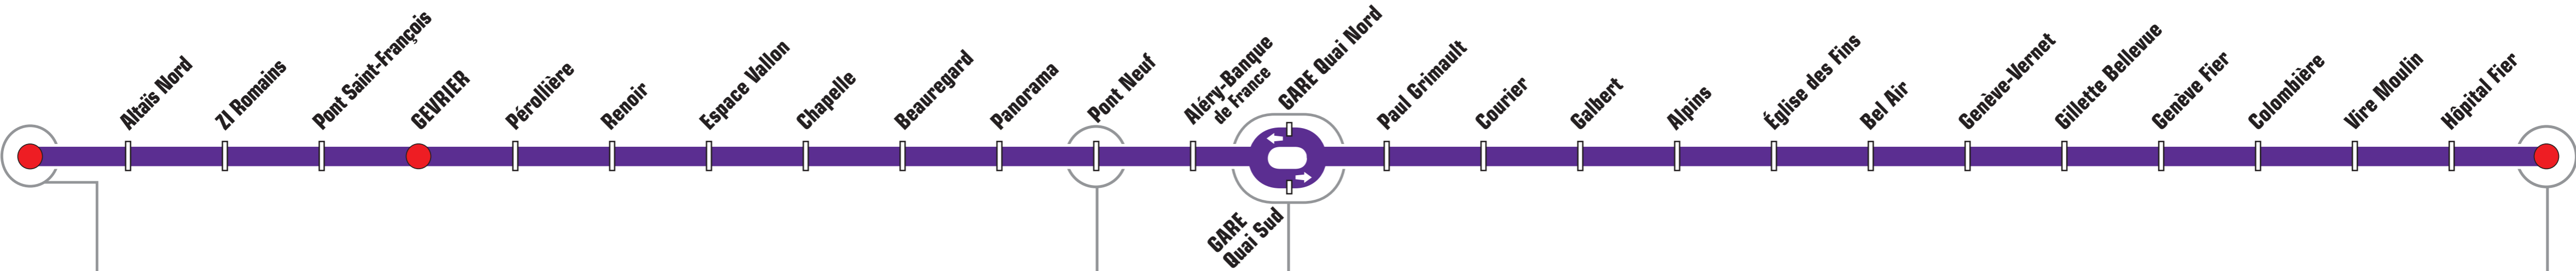 Altaïs Nord
ZI Romains
Pont Saint-François
GEVRIER
Pérollière
Renoir
Espace Vallon
Chapelle
Beauregard
Panorama
Pont Neuf
Aléry-Banque
de France
GARE Quai Nord
GARE
Quai Sud
Paul Grimault
Courier
Galbert
Alpins
Église des Fins
Bel Air
Genève-Vernet
Gillette Bellevue
Genève Fier
Colombière
Vire Moulin
Hôpital Fier